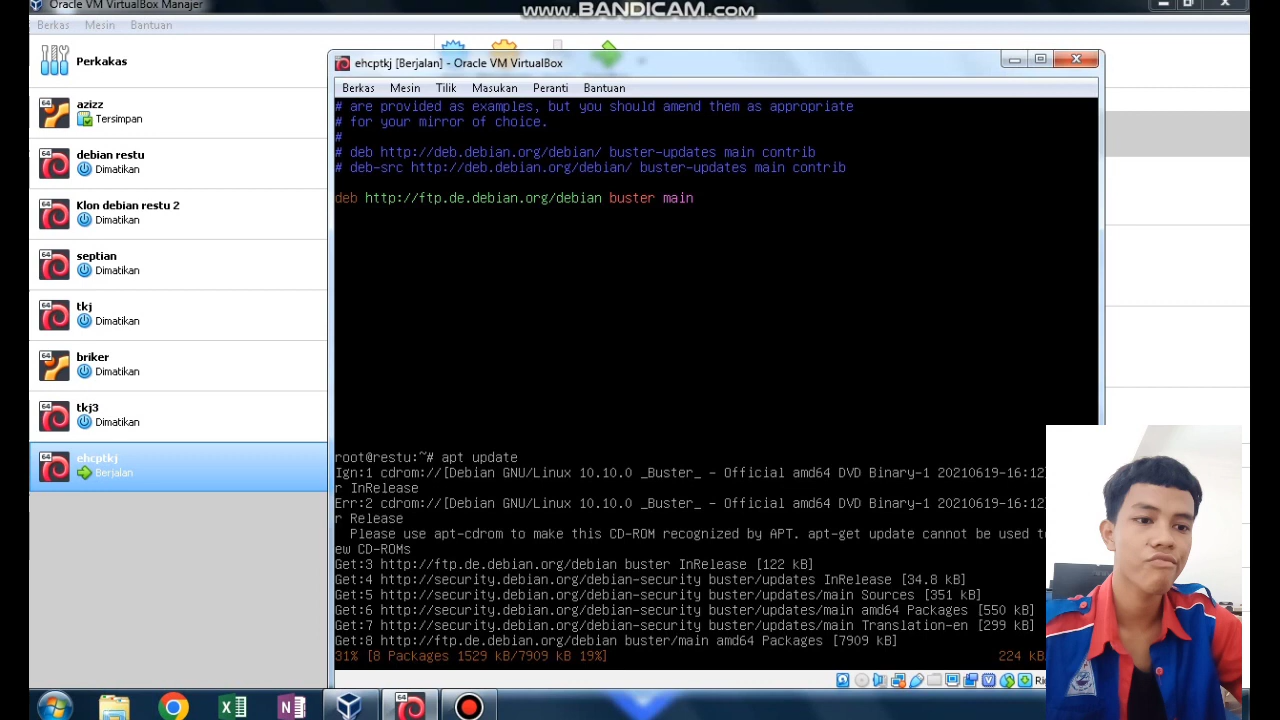 Oracle VM VirtualBox Manajer
www.BANDICAM.com
Berkas Mesin Bantuan
Perkakas
64
azizz
Tersimpan
64
debian restu
Dimatikan
64
Klon debian restu 2
Dimatikan
64
septian
Dimatikan
64
tkj
Dimatikan
64
briker
Dimatikan
64
tkj3
Dimatikan
64
ehcptkj
Berjalan
ehcptkj [Berjalan] - Oracle VM VirtualBox
Berkas Mesin Tilik Masukan Peranti Bantuan
# are provided as examples, but you should amend them as appropriate
# for your mirror of choice.
#
# deb http://deb.debian.org/debian/ buster-updates main contrib
# deb-src http://deb.debian.org/debian/ buster-updates main contrib
deb http://ftp.de.debian.org/debian buster main
root@restu:~# apt update
Ign:1 cdrom://[Debian GNU/Linux 10.10.0 _Buster_ - Official amd64 DVD Binary-1 20210619-16:12]
r InRelease
Err:2 cdrom://[Debian GNU/Linux 10.10.0 _Buster_ - Official amd64 DVD Binary-1 20210619-16:12]
r Release
Please use apt-cdrom to make this CD-ROM recognized by APT. apt-get update cannot be used to
ew CD-ROMs
Get:3 http://ftp.de.debian.org/debian buster InRelease [122 kB]
Get:4 http://security.debian.org/debian-security buster/updates InRelease [34.8 kB]
Get:5 http://security.debian.org/debian-security buster/updates/main Sources [351 kB]
Get:6 http://security.debian.org/debian-security buster/updates/main amd64 Packages [550 kB]
Get:7 http://security.debian.org/debian-security buster/updates/main Translation-en [299 kB]
Get:8 http://ftp.de.debian.org/debian buster/main amd64 Packages [7909 kB]
31% [8 Packages 1529 kB/7909 kB 19%] 224 kB
Ri